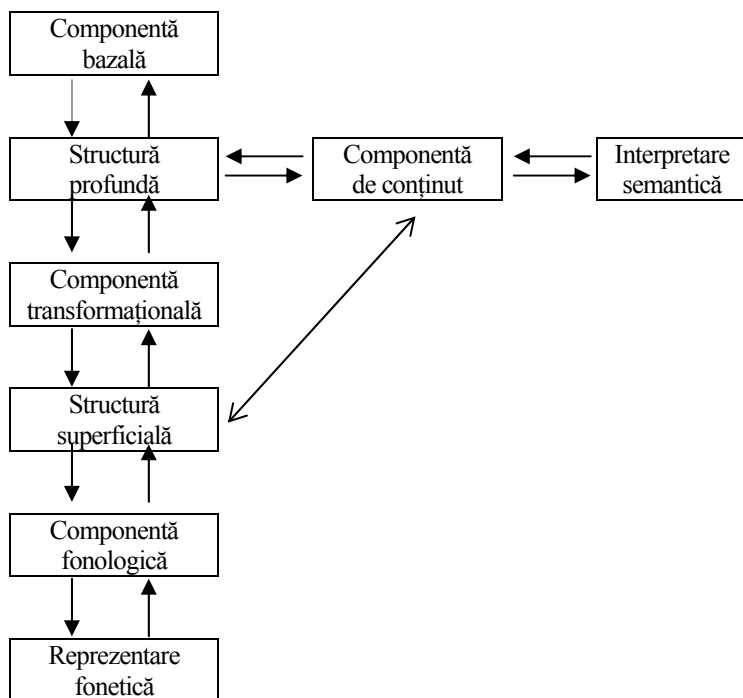 Componentă
bazală
Structură
profundă
Componentă
de conținut
Interpretare
semantică
Componentă
transformațională
Structură
superficială
Componentă
fonologică
Reprezentare
fonetică